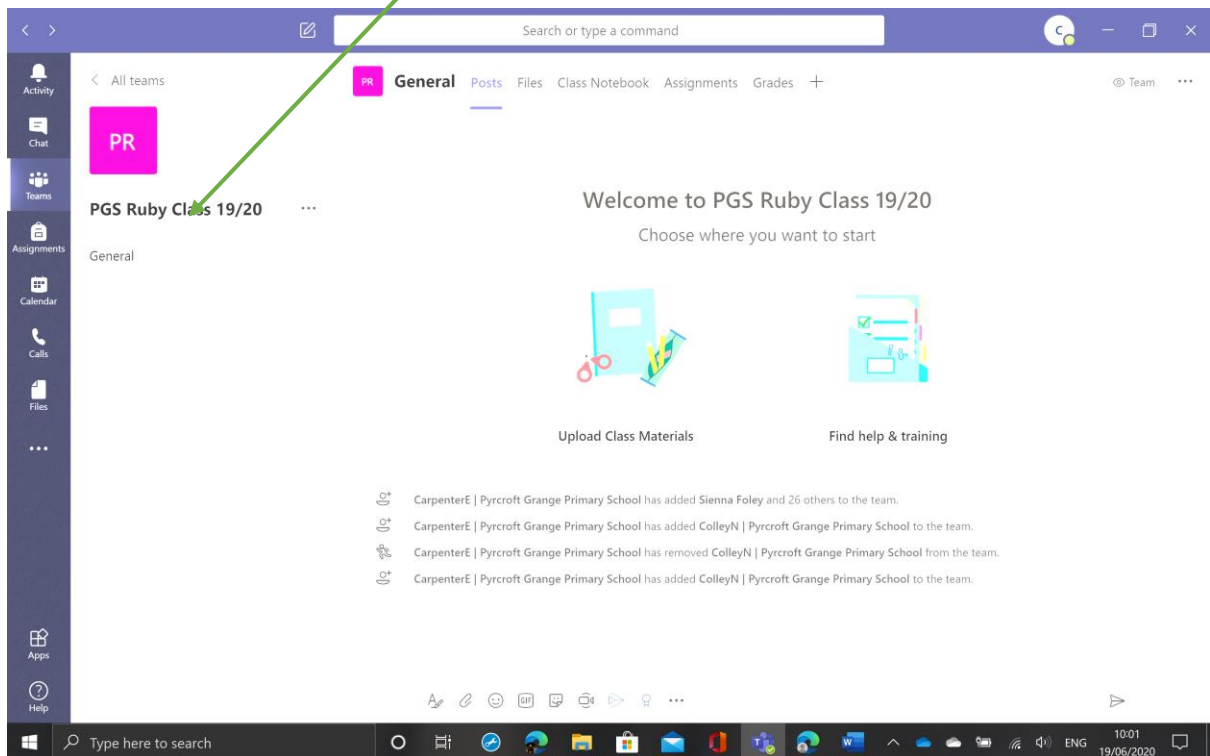 Search or type a command
C
Activity
Chat
Teams
Assignments
Calendar
Calls
Files
Apps
Help
All teams
PR
PGS Ruby Class 19/20
General
PR General Posts Files Class Notebook Assignments Grades
Team
Welcome to PGS Ruby Class 19/20
Choose where you want to start
Upload Class Materials Find help & training
CarpenterE | Pyrcroft Grange Primary School has added Sienna Foley and 26 others to the team.
CarpenterE | Pyrcroft Grange Primary School has added ColleyN | Pyrcroft Grange Primary School to the team.
CarpenterE | Pyrcroft Grange Primary School has removed ColleyN | Pyrcroft Grange Primary School from the team.
CarpenterE | Pyrcroft Grange Primary School has added ColleyN | Pyrcroft Grange Primary School to the team.
GIF
Type here to search
W
ENG
10:01
19/06/2020